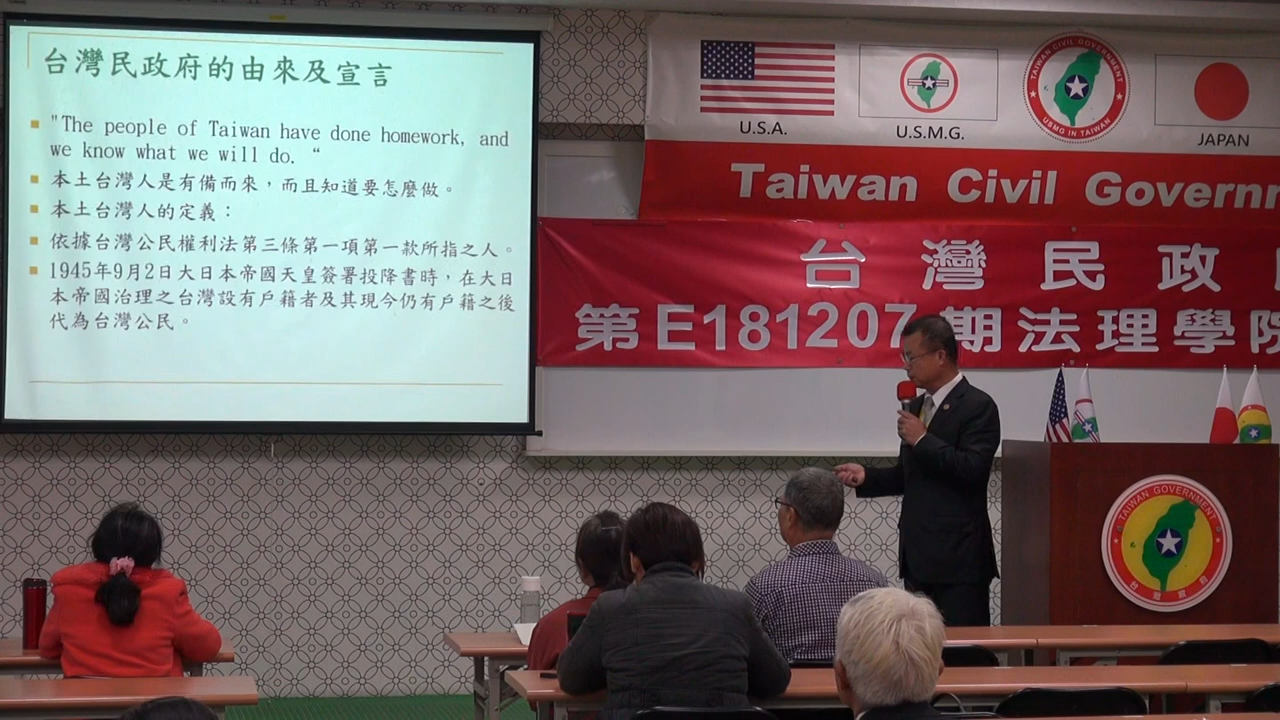 台灣民政府的由來及宣言
"The people of Taiwan have done homework, and
we know what we will do. “
本土台灣人是有備而來，而且知道要怎麼做。
本土台灣人的定義：
依據台灣公民權利法第三條第一項第一款所指之人。
1945年9月2日大日本帝國天皇簽署投降書時，在大日
本帝國治理之台灣設有戶籍者及其現今仍有戶籍之後
代為台灣公民。
U.S.A.
U.S.M.G.
TAIWAN CIVIL GOVERNMENT
USMG IN TAIWAN
JAPAN
Taiwan Civil Governm
台灣民政
第E181207期法理學院
TAIWAN GOVERNMENT
台灣政府